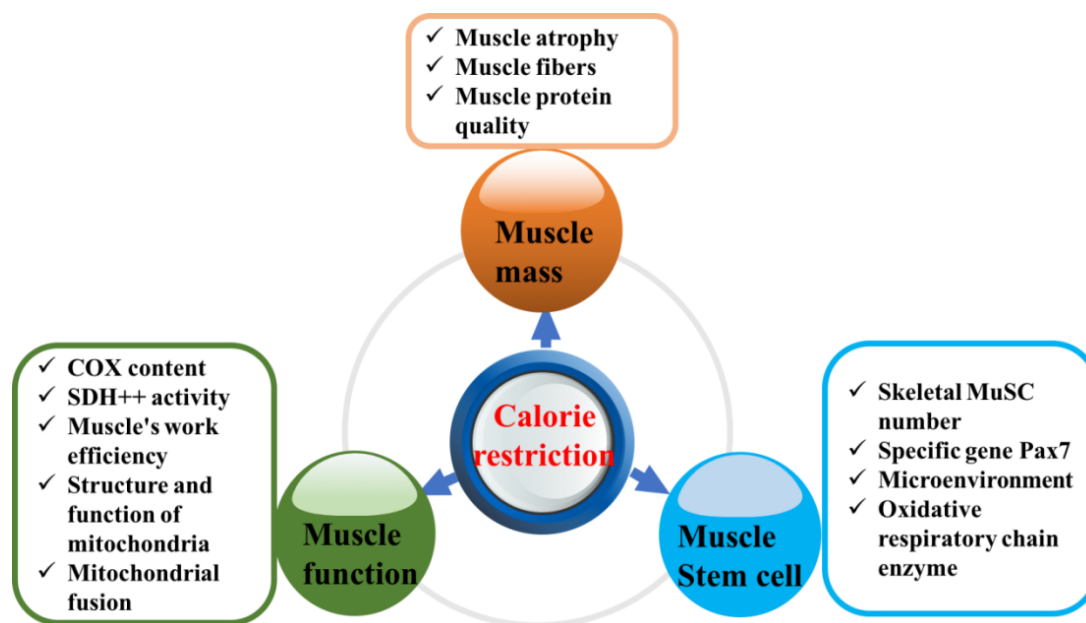 ✓ Muscle atrophy
✓ Muscle fibers
✓ Muscle protein
quality
Muscle
mass
Calorie
restriction
✓ COX content
✓ SDH++ activity
✓ Muscle's work
efficiency
✓ Structure and
function of
mitochondria
✓ Mitochondrial
fusion
Muscle
function
Muscle
Stem cell
✓ Skeletal MuSC
number
✓ Specific gene Pax7
✓ Microenvironment
✓ Oxidative
respiratory chain
enzyme